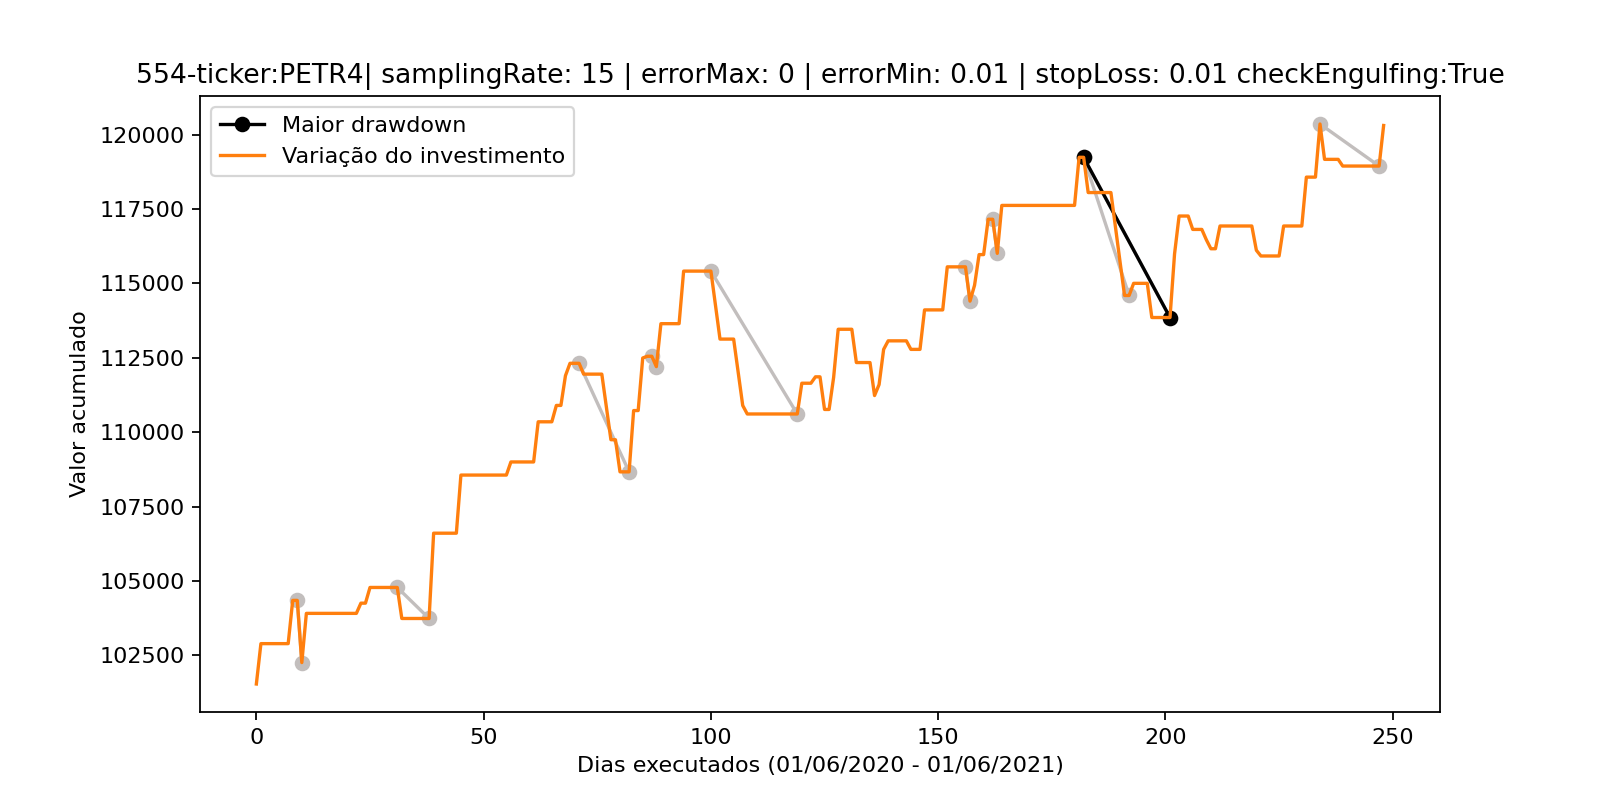 554-ticker:PETR4| samplingRate: 15 | errorMax: 0 | errorMin: 0.01 | stopLoss: 0.01 checkEngulfing:True
Maior drawdown
Variação do investimento
Valor acumulado
120000
117500
115000
112500
110000
107500
105000
102500
0 50 100 150 200 250
Dias executados (01/06/2020 - 01/06/2021)